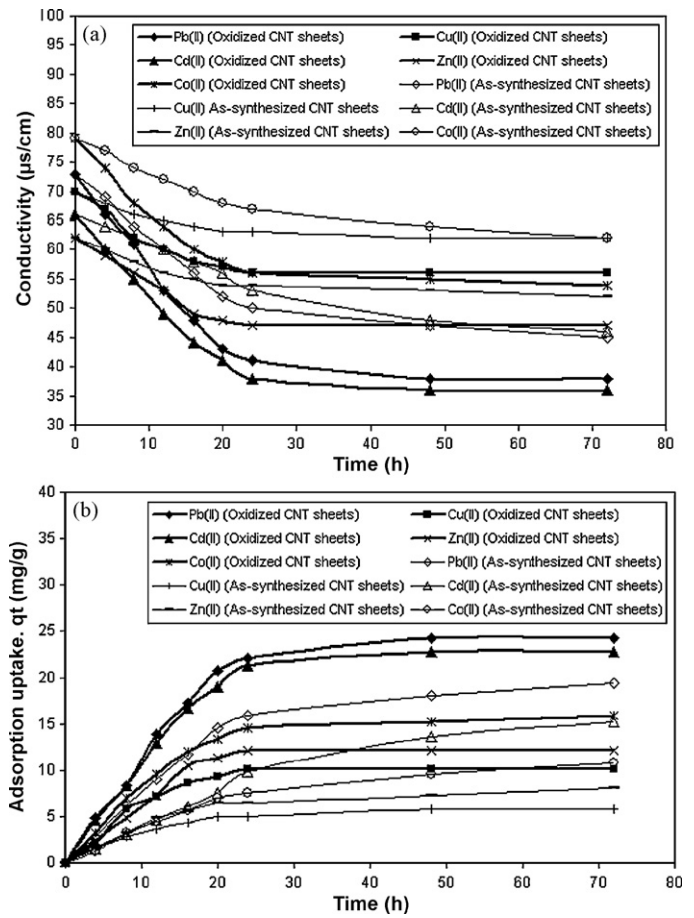 (a)
Pb(II) (Oxidized CNT sheets) Cu(II) (Oxidized CNT sheets)
Cd(II) (Oxidized CNT sheets) Zn(II) (Oxidized CNT sheets)
Co(II) (Oxidized CNT sheets) Pb(II) (As-synthesized CNT sheets)
Cu(II) As-synthesized CNT sheets Cd(II) (As-synthesized CNT sheets)
Zn(II) (As-synthesized CNT sheets) Co(II) (As-synthesized CNT sheets)
Conductivity (µs/cm)
90
85
80
75
70
65
60
55
50
45
40
35
30
0 10 20 30 40 50 60 70 80
Time (h)
(b)
Pb(II) (Oxidized CNT sheets) Cu(II) (Oxidized CNT sheets)
Cd(II) (Oxidized CNT sheets) Zn(II) (Oxidized CNT sheets)
Co(II) (Oxidized CNT sheets) Pb(II) (As-synthesized CNT sheets)
Cu(II) (As-synthesized CNT sheets) Cd(II) (As-synthesized CNT sheets)
Zn(II) (As-synthesized CNT sheets) Co(II) (As-synthesized CNT sheets)
Adsorption uptake. qt (mg/g)
40
35
30
25
20
15
10
5
0
0 10 20 30 40 50 60 70 80
Time (h)